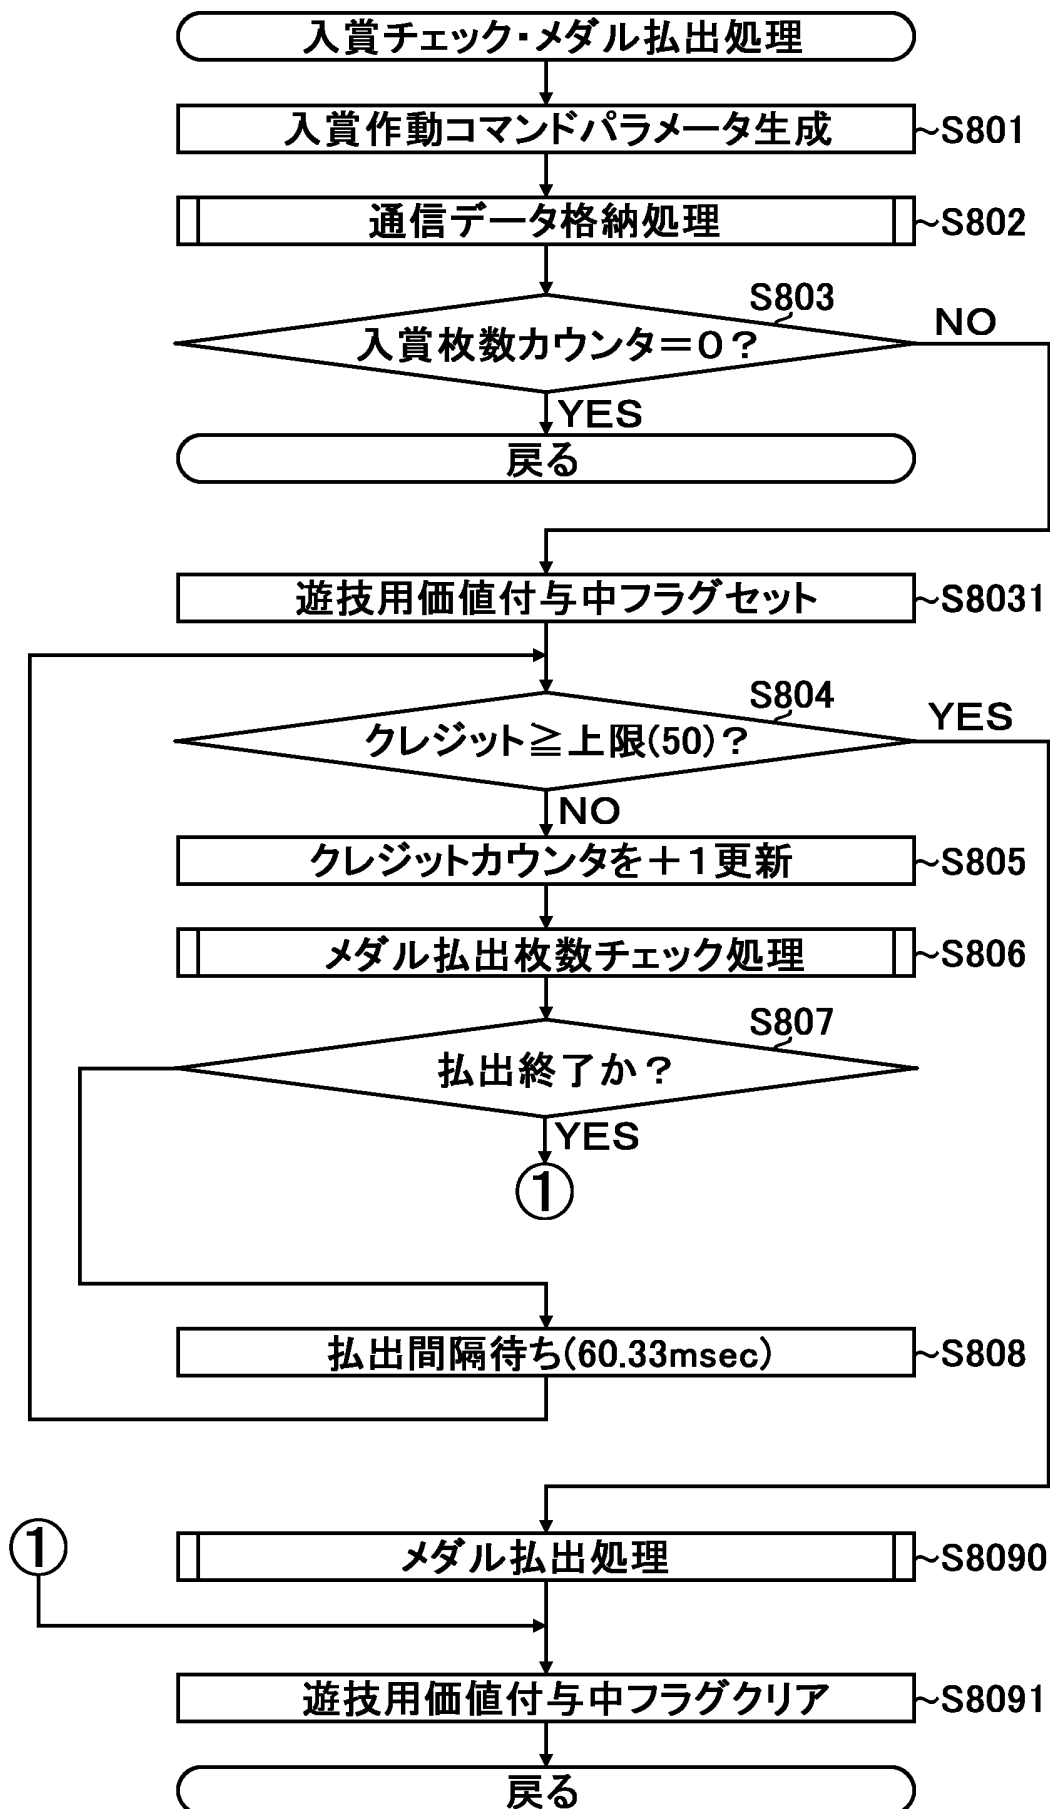 入賞チェック・メダル払出処理
入賞作動コマンドパラメータ生成
~S801
通信データ格納処理
~S802
S803
入賞枚数カウンタ=0?
NO
YES
戻る
遊技用価値付与中フラグセット
~S8031
S804
クレジット≧上限(50)?
YES
NO
クレジットカウンタを+1更新
~S805
メダル払出枚数チェック処理
~S806
S807
払出終了か?
YES
①
払出間隔待ち(60.33msec)
~S808
①
メダル払出処理
~S8090
遊技用価値付与中フラグクリア
~S8091
戻る